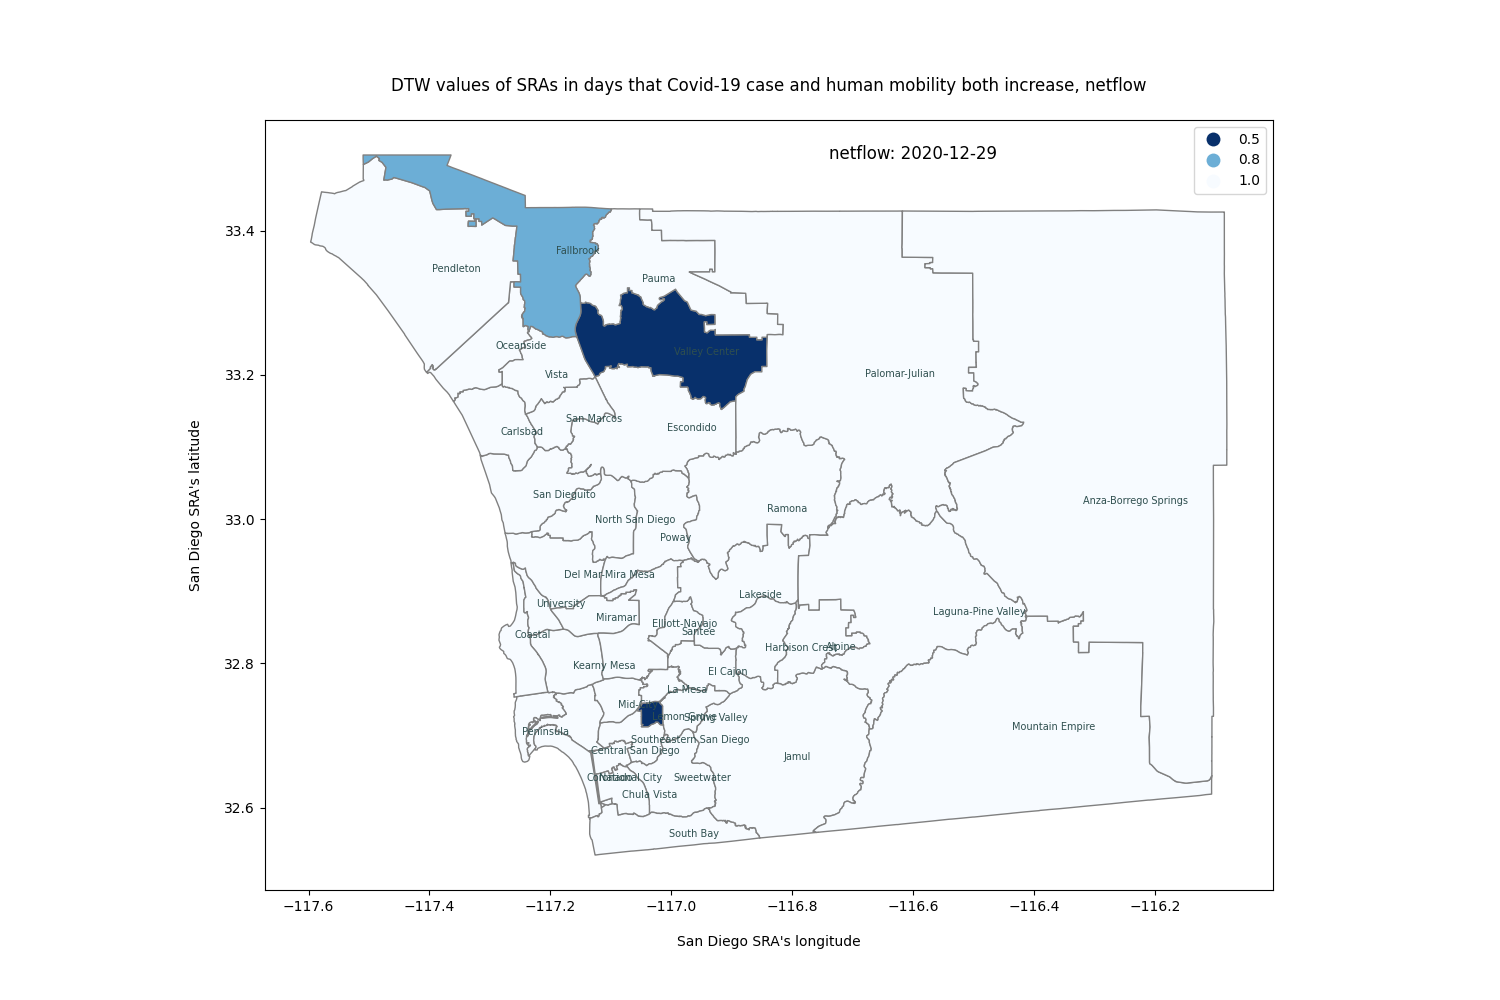 DTW values of SRAs in days that Covid-19 case and human mobility both increase, netflow
netflow: 2020-12-29
0.5
0.8
1.0
33.4
33.2
33.0
32.8
32.6
San Diego SRA's latitude
Fallbrook
Pendleton
Pauma
Oceanside
Valley Center
Vista
Palomar-Julian
San Marcos
Carlsbad
Escondido
San Dieguito
Anza-Borrego Springs
Ramona
North San Diego
Poway
Del Mar-Mira Mesa
Lakeside
University
Laguna-Pine Valley
Miramar
Elliott-Navajo
Santee
Coastal
Harbison Crest
Alpine
Kearny Mesa
El Cajon
La Mesa
Mid-City
Lemon Grove
Spring Valley
Mountain Empire
Peninsula
Southeastern San Diego
Central San Diego
Jamul
Coronado
National City
Sweetwater
Chula Vista
South Bay
−117.6
−117.4
−117.2
−117.0
−116.8
−116.6
−116.4
−116.2
San Diego SRA's longitude